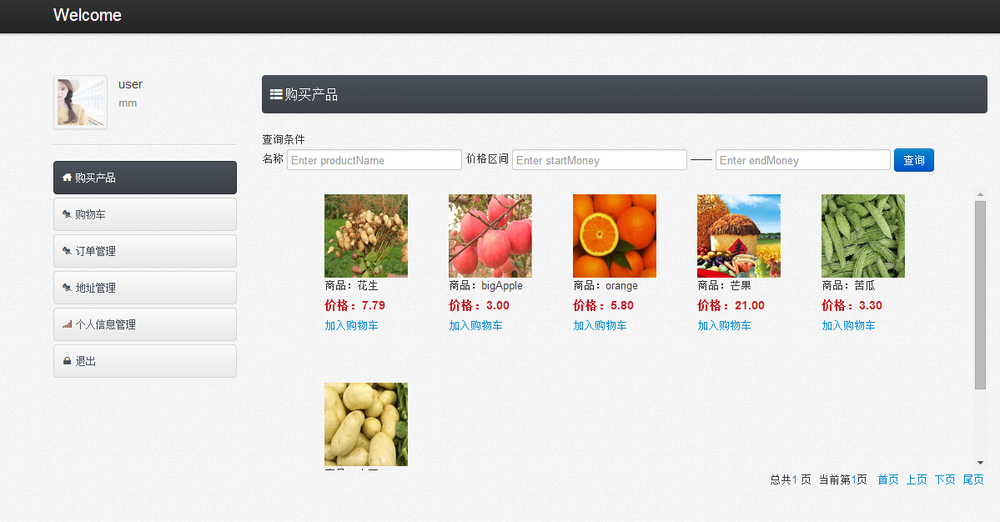 Welcome
user
mm
购买产品
购物车
订单管理
地址管理
个人信息管理
退出
购买产品
查询条件
名称 Enter productName 价格区间 Enter startMoney —— Enter endMoney 查询
商品：花生 商品：bigApple 商品：orange 商品：芒果 商品：苦瓜
价格：7.79 价格：3.00 价格：5.80 价格：21.00 价格：3.30
加入购物车 加入购物车 加入购物车 加入购物车 加入购物车
总共1 页 当前第1页 首页 上页 下页 尾页